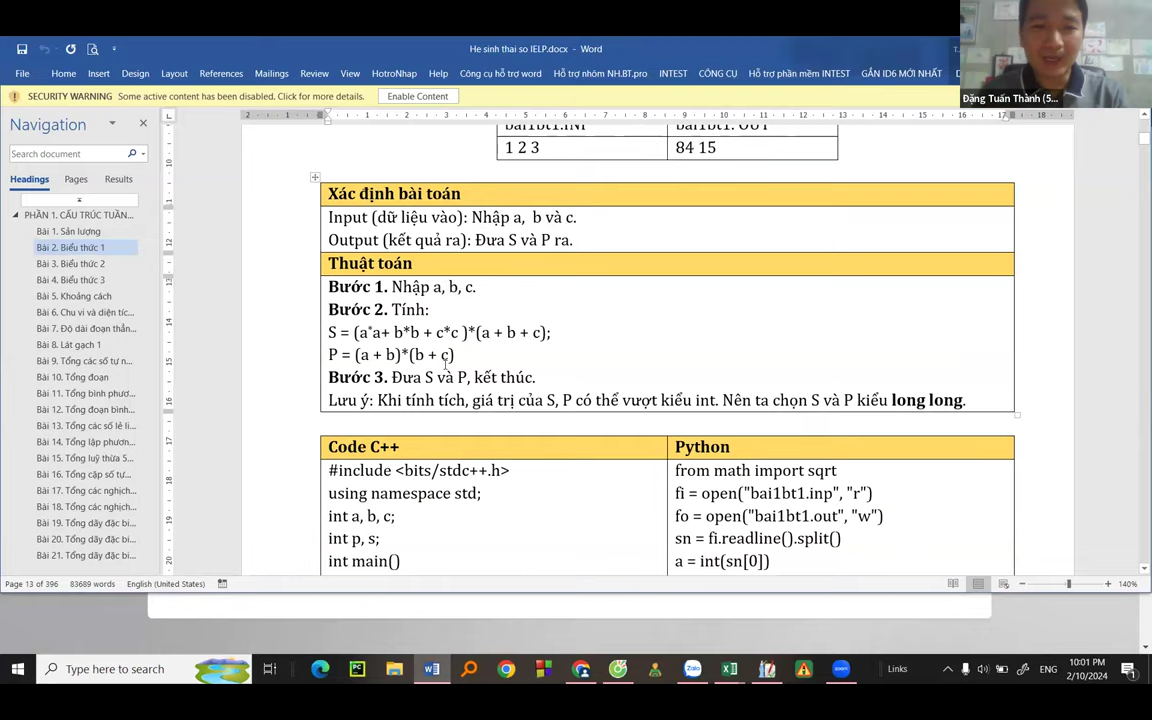 He sinh thai so IELP.docx - Word
File Home Insert Design Layout References Mailings Review View HotroNhap Help Công cụ hỗ trợ word Hỗ trợ nhóm NH.BT.pro INTEST CÔNG CỤ Hỗ trợ phần mềm INTEST GẮN ID6 MỚI NHẤT
Đặng Tuấn Thành (5...
SECURITY WARNING Some active content has been disabled. Click for more details. Enable Content
Navigation
Search document
Headings Pages Results
PHẦN 1. CẤU TRÚC TUẦN...
Bài 1. Sản lượng
Bài 2. Biểu thức 1
Bài 3. Biểu thức 2
Bài 4. Biểu thức 3
Bài 5. Khoảng cách
Bài 6. Chu vi và diện tíc...
Bài 7. Độ dài đoạn thẳn...
Bài 8. Lát gạch 1
Bài 9. Tổng các số tự n...
Bài 10. Tổng đoạn
Bài 11. Tổng bình phươ...
Bài 12. Tổng đoạn bình...
Bài 13. Tổng các số lẻ li...
Bài 14. Tổng lập phươn...
Bài 15. Tổng luỹ thừa 5...
Bài 16. Tổng cặp số tự...
Bài 17. Tổng các nghịch...
Bài 18. Tổng các nghịc...
Bài 19. Tổng dãy đặc bi...
Bài 20. Tổng dãy đặc bi...
Bài 21. Tổng dãy đặc bi...
bai1bt1.INP bai1bt1. OUT
1 2 3 84 15
Xác định bài toán
Input (dữ liệu vào): Nhập a, b và c.
Output (kết quả ra): Đưa S và P ra.
Thuật toán
Bước 1. Nhập a, b, c.
Bước 2. Tính:
S = (a*a+ b*b + c*c )*(a + b + c);
P = (a + b)*(b + c)
Bước 3. Đưa S và P, kết thúc.
Lưu ý: Khi tính tích, giá trị của S, P có thể vượt kiểu int. Nên ta chọn S và P kiểu long long.
Code C++
#include <bits/stdc++.h>
using namespace std;
int a, b, c;
int p, s;
int main()
Python
from math import sqrt
fi = open("bai1bt1.inp", "r")
fo = open("bai1bt1.out", "w")
sn = fi.readline().split()
a = int(sn[0])
Page 13 of 396 83689 words English (United States) 140%
Type here to search
Links
ENG
10:01 PM
2/10/2024